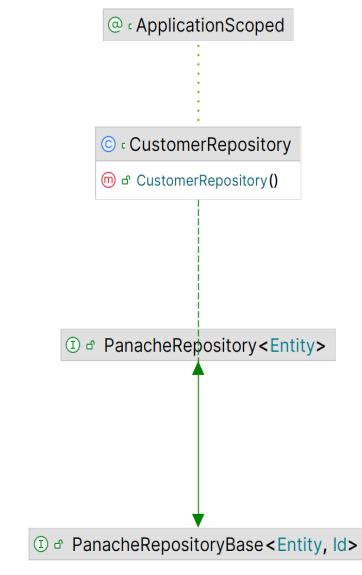 @ ApplicationScoped
C CustomerRepository
m CustomerRepository()
I PanacheRepository<Entity>
I PanacheRepositoryBase<Entity, Id>